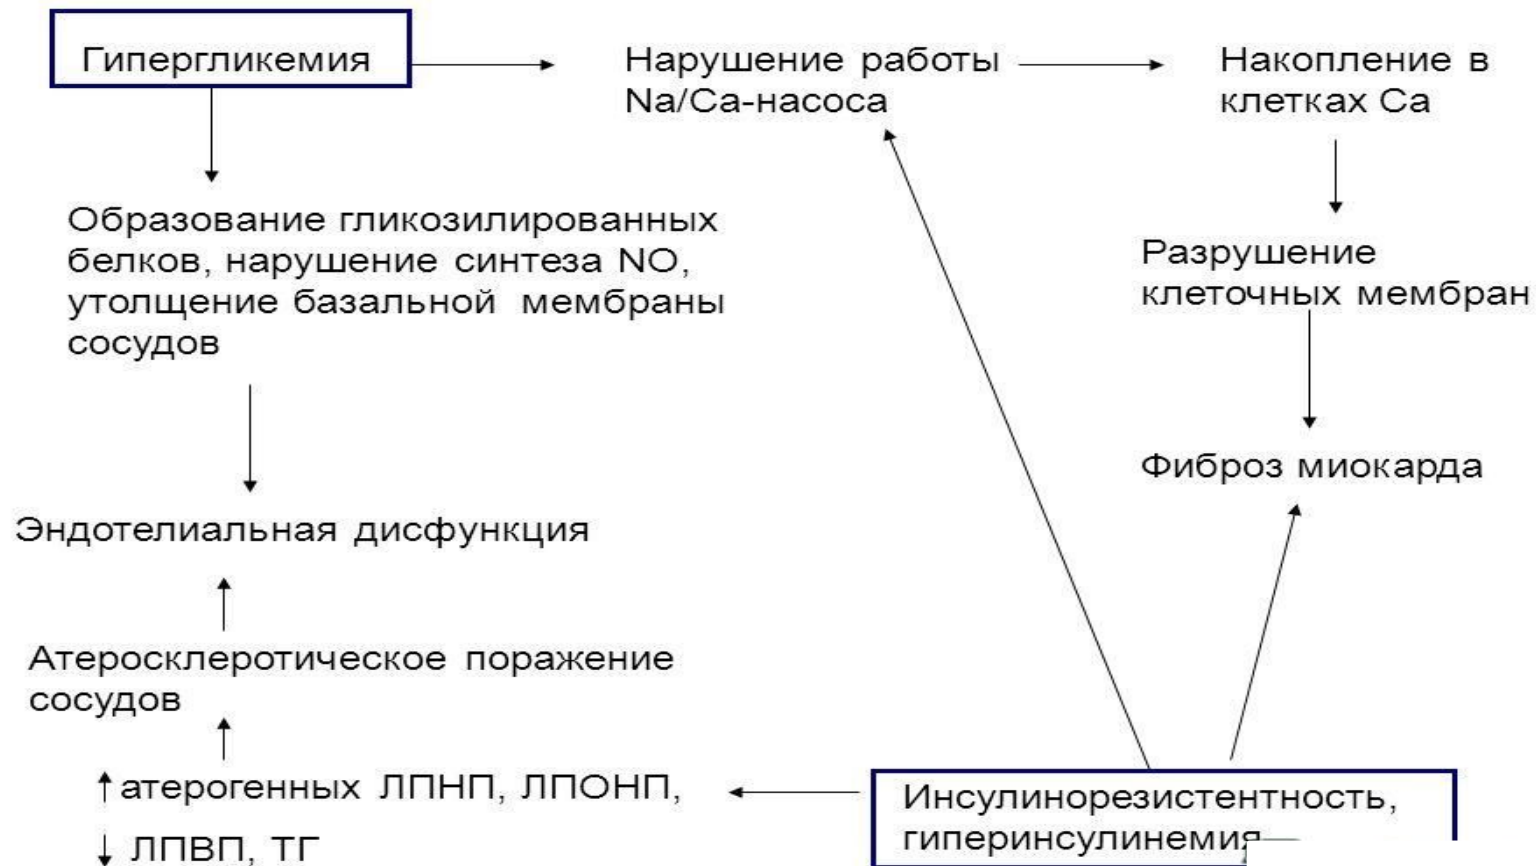 Гипергликемия
Нарушение работы
Na/Ca-насоса
Накопление в
клетках Ca
Образование гликозилированных
белков, нарушение синтеза NO,
утолщение базальной мембраны
сосудов
Разрушение
клеточных мембран
Фиброз миокарда
Эндотелиальная дисфункция
Атеросклеротическое поражение
сосудов
↑ атерогенных ЛПНП, ЛПОНП,
↓ ЛПВП, ТГ
Инсулинорезистентность,
гиперинсулинемия